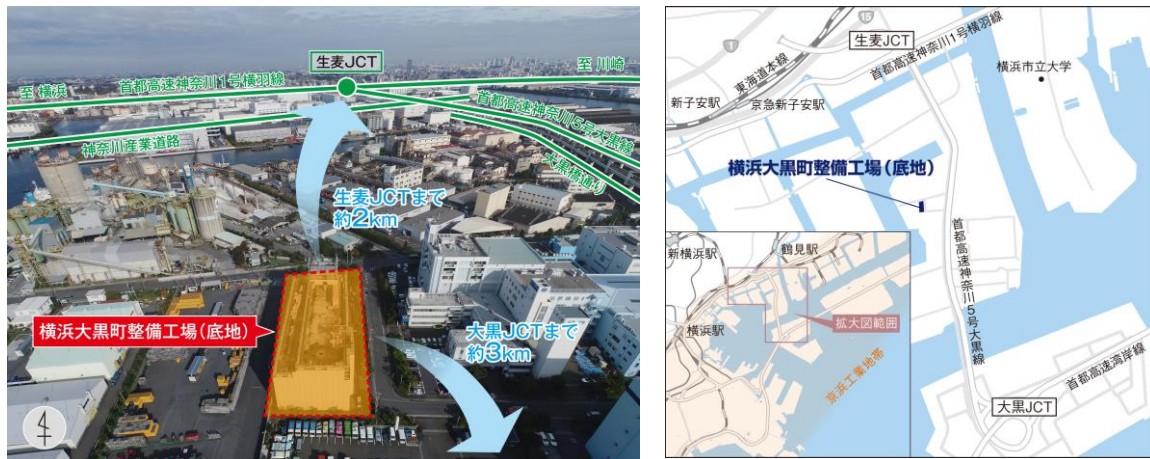 生麦JCT
至 川崎
至 横浜
首都高速神奈川1号横羽線
首都高速神奈川5号大黒線
神奈川産業道路
大黒橋通り
生麦JCTまで
約2km
横浜大黒町整備工場(底地)
大黒JCTまで
約3km
4
15
1
生麦JCT
首都高速神奈川1号横羽線
東海道本線
横浜市立大学
新子安駅
京急新子安駅
横浜大黒町整備工場(底地)
首都高速神奈川5号大黒線
鶴見駅
新横浜駅
拡大図範囲
横浜駅
京浜工業地帯
首都高速湾岸線
大黒JCT